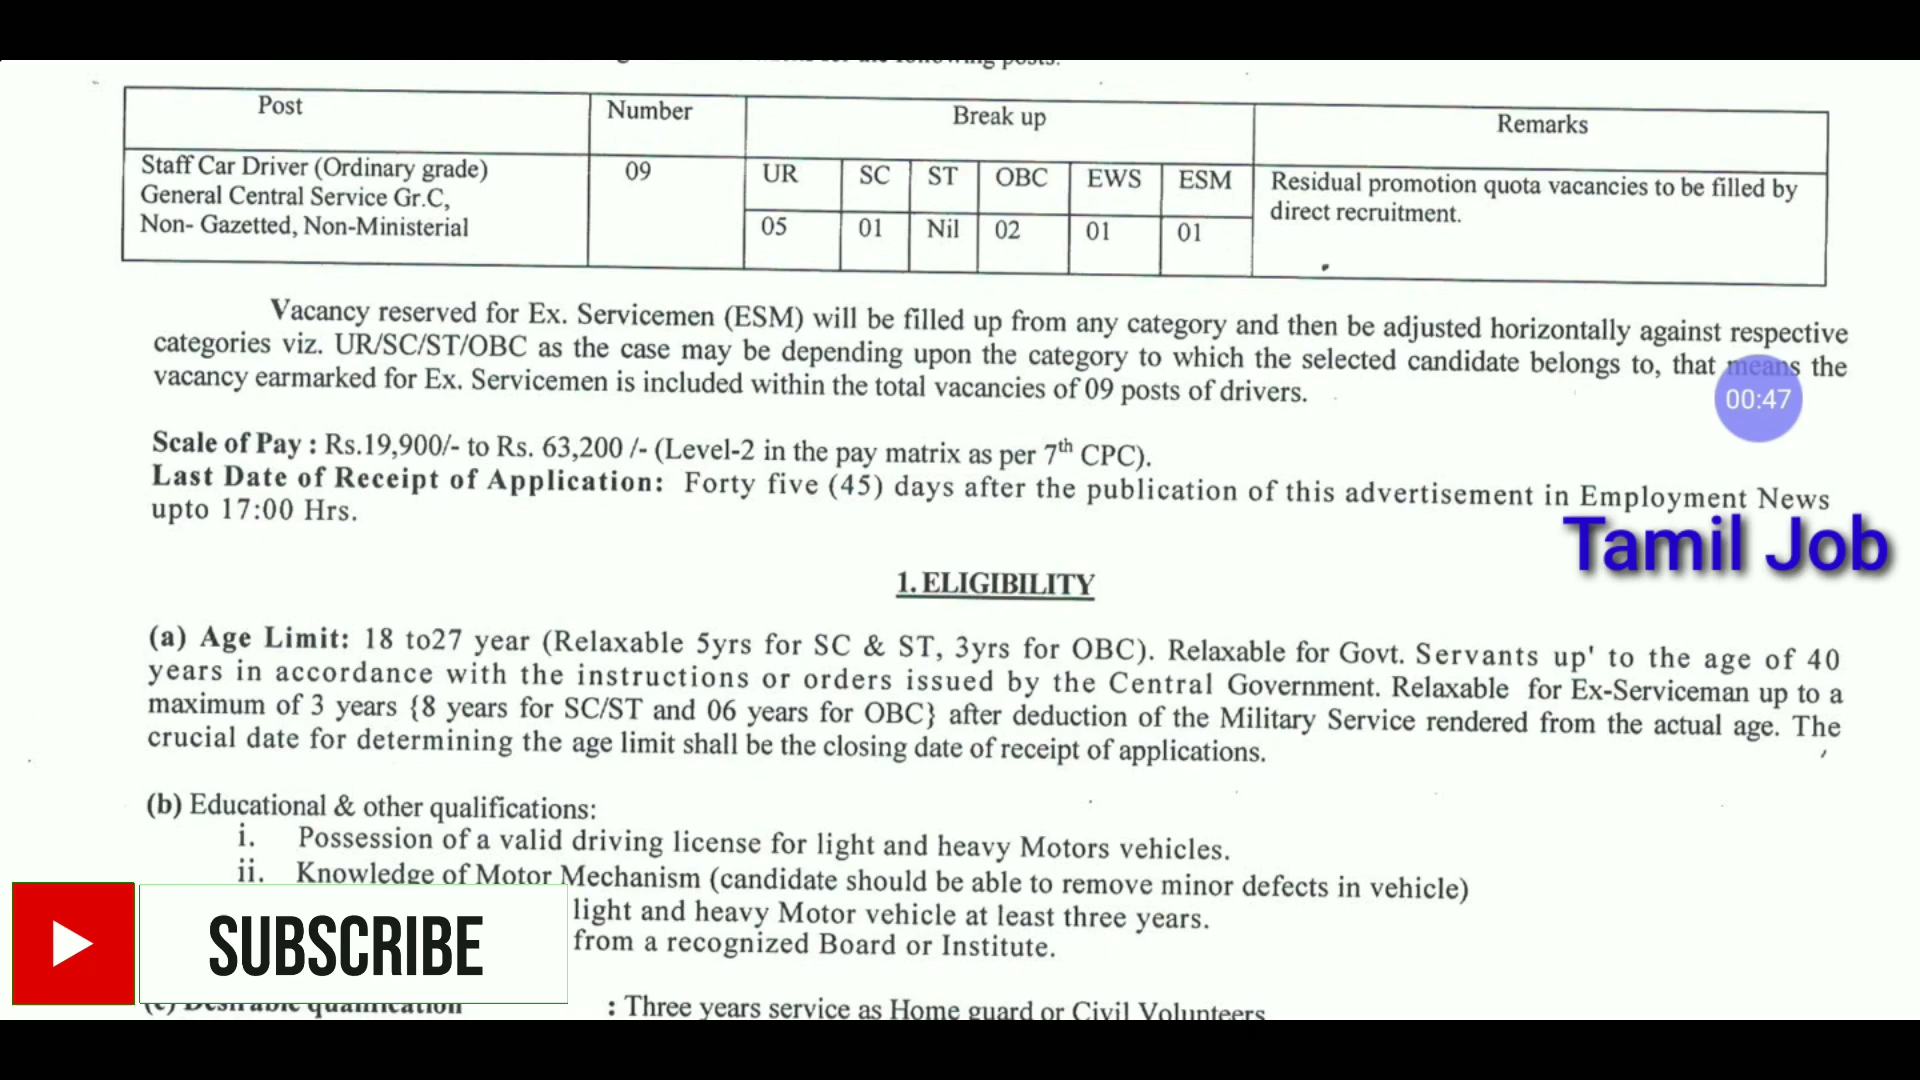 the following posts.
Post Number Break up Remarks
Staff Car Driver (Ordinary grade) 09 UR SC ST OBC EWS ESM Residual promotion quota vacancies to be filled by
General Central Service Gr.C, direct recruitment.
Non- Gazetted, Non-Ministerial 05 01 Nil 02 01 01
Vacancy reserved for Ex. Servicemen (ESM) will be filled up from any category and then be adjusted horizontally against respective
categories viz. UR/SC/ST/OBC as the case may be depending upon the category to which the selected candidate belongs to, that means the
vacancy earmarked for Ex. Servicemen is included within the total vacancies of 09 posts of drivers.
00:47
Scale of Pay : Rs.19,900/- to Rs. 63,200 /- (Level-2 in the pay matrix as per 7th CPC).
Last Date of Receipt of Application: Forty five (45) days after the publication of this advertisement in Employment News
upto 17:00 Hrs.
Tamil Job
1. ELIGIBILITY
(a) Age Limit: 18 to27 year (Relaxable 5yrs for SC & ST, 3yrs for OBC). Relaxable for Govt. Servants up' to the age of 40
years in accordance with the instructions or orders issued by the Central Government. Relaxable for Ex-Serviceman up to a
maximum of 3 years {8 years for SC/ST and 06 years for OBC} after deduction of the Military Service rendered from the actual age. The
crucial date for determining the age limit shall be the closing date of receipt of applications.
(b) Educational & other qualifications:
i. Possession of a valid driving license for light and heavy Motors vehicles.
ii. Knowledge of Motor Mechanism (candidate should be able to remove minor defects in vehicle)
light and heavy Motor vehicle at least three years.
from a recognized Board or Institute.
SUBSCRIBE
(c) Desirable qualification : Three years service as Home guard or Civil Volunteers